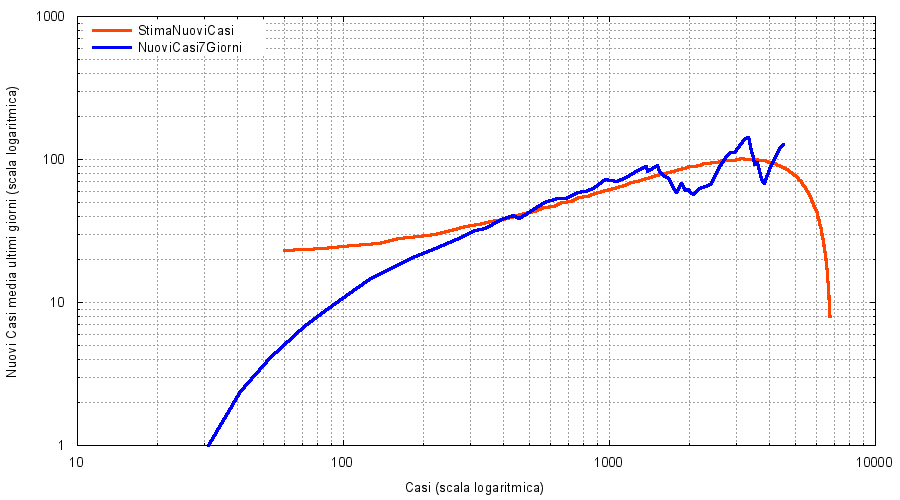 1000
StimaNuoviCasi
NuoviCasi7Giorni
100
10
1
Nuovi Casi media ultimi giorni (scala logaritmica)
10
100
1000
10000
Casi (scala logaritmica)